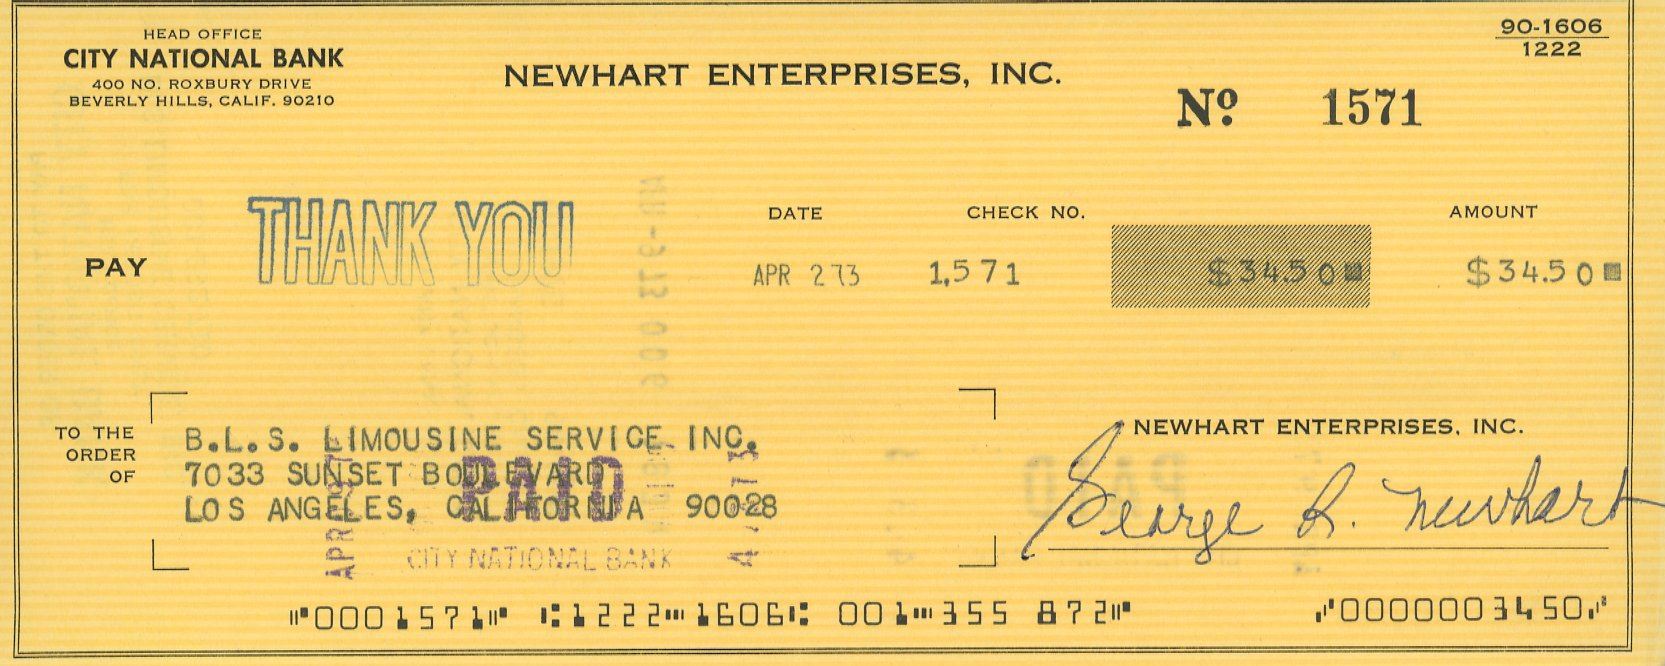 HEAD OFFICE
CITY NATIONAL BANK
400 NO. ROXBURY DRIVE
BEVERLY HILLS, CALIF. 90210
NEWHART ENTERPRISES, INC.
90-1606
1222
Nº 1571
THANK YOU
DATE CHECK NO. AMOUNT
PAY
APR 2 73 1,571 $34.50 $34.50
TO THE
ORDER
OF
B.L.S. LIMOUSINE SERVICE, INC.
7033 SUNSET BOULEVARD
LOS ANGELES, CALIFORNIA 90028
PAID
CITY NATIONAL BANK
NEWHART ENTERPRISES, INC.
George R. Newhart
0001571 1222 1606 001 355 872 0000003450